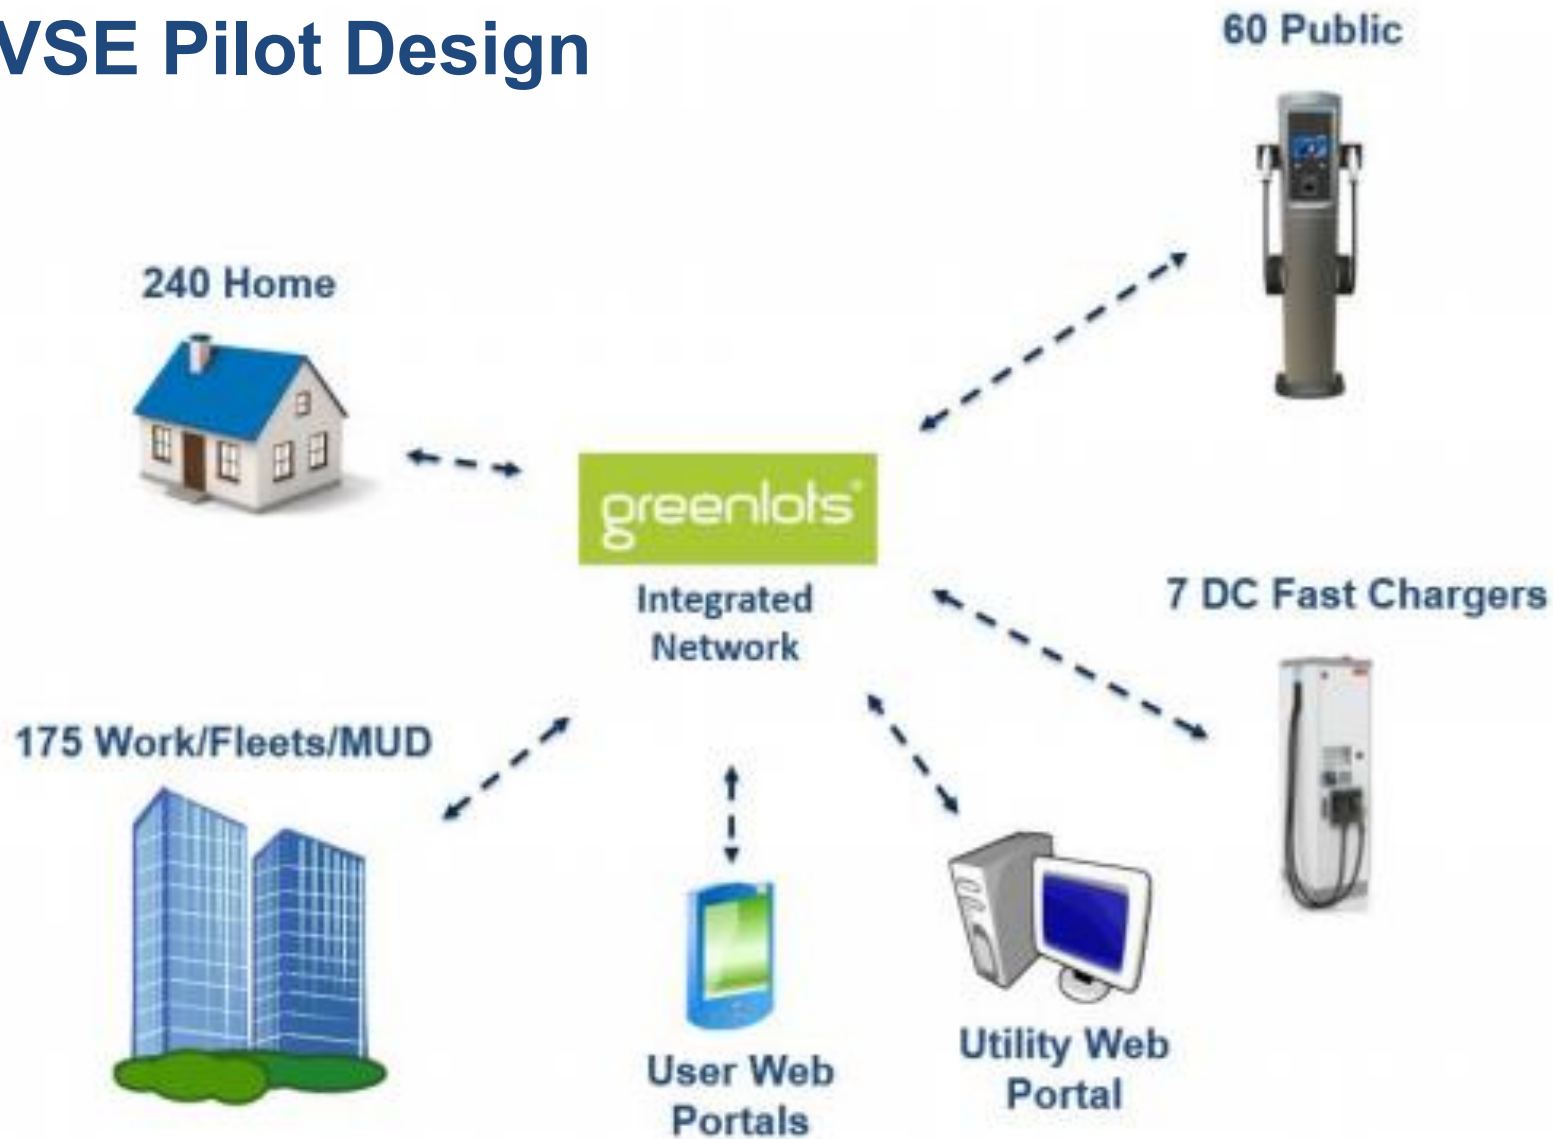 VSE Pilot Design
60 Public
240 Home
greenlots®
Integrated
Network
7 DC Fast Chargers
175 Work/Fleets/MUD
User Web
Portals
Utility Web
Portal